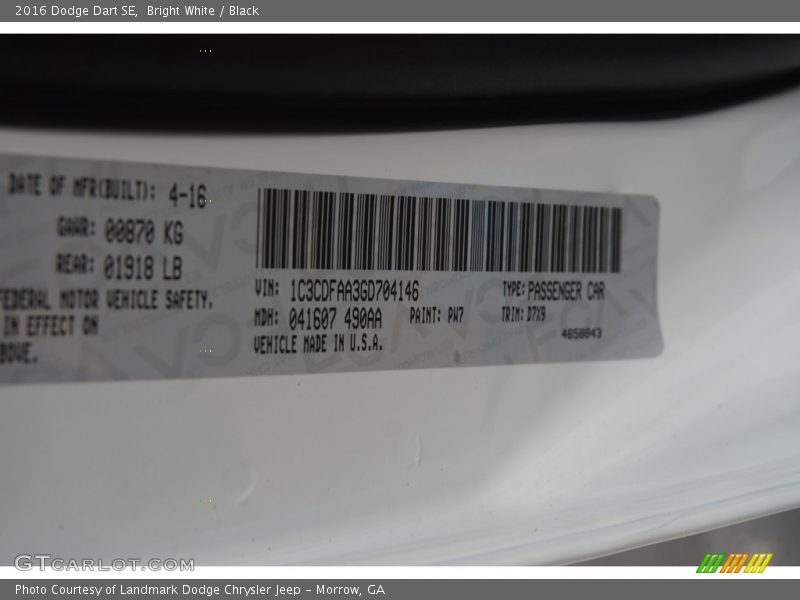 2016 Dodge Dart SE,  Bright White / Black
DATE OF MFR(BUILT): 4-16
GAWR: 00870 KG
REAR: 01918 LB
FEDERAL MOTOR VEHICLE SAFETY.
IN EFFECT ON
BOVE.
VIN: 1C3CDFAA3GD704146 TYPE: PASSENGER CAR
MDH: 041607 490AA PAINT: PW7 TRIM: D7X9
VEHICLE MADE IN U.S.A. 4658843
GTCARLOT.COM
Photo Courtesy of Landmark Dodge Chrysler Jeep – Morrow, GA